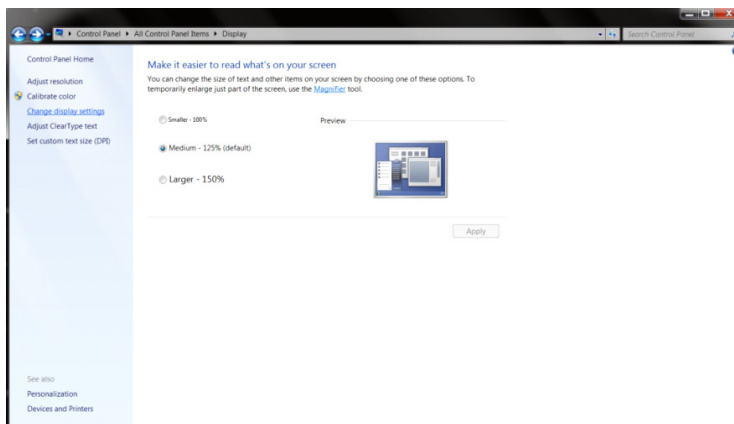 Control Panel ▸ All Control Panel Items ▸ Display
Search Control Panel
Control Panel Home
Adjust resolution
Calibrate color
Change display settings
Adjust ClearType text
Set custom text size (DPI)
See also
Personalization
Devices and Printers
Make it easier to read what's on your screen
You can change the size of text and other items on your screen by choosing one of these options. To
temporarily enlarge just part of the screen, use the Magnifier tool.
Smaller - 100%
Preview
Medium - 125% (default)
Larger - 150%
Apply